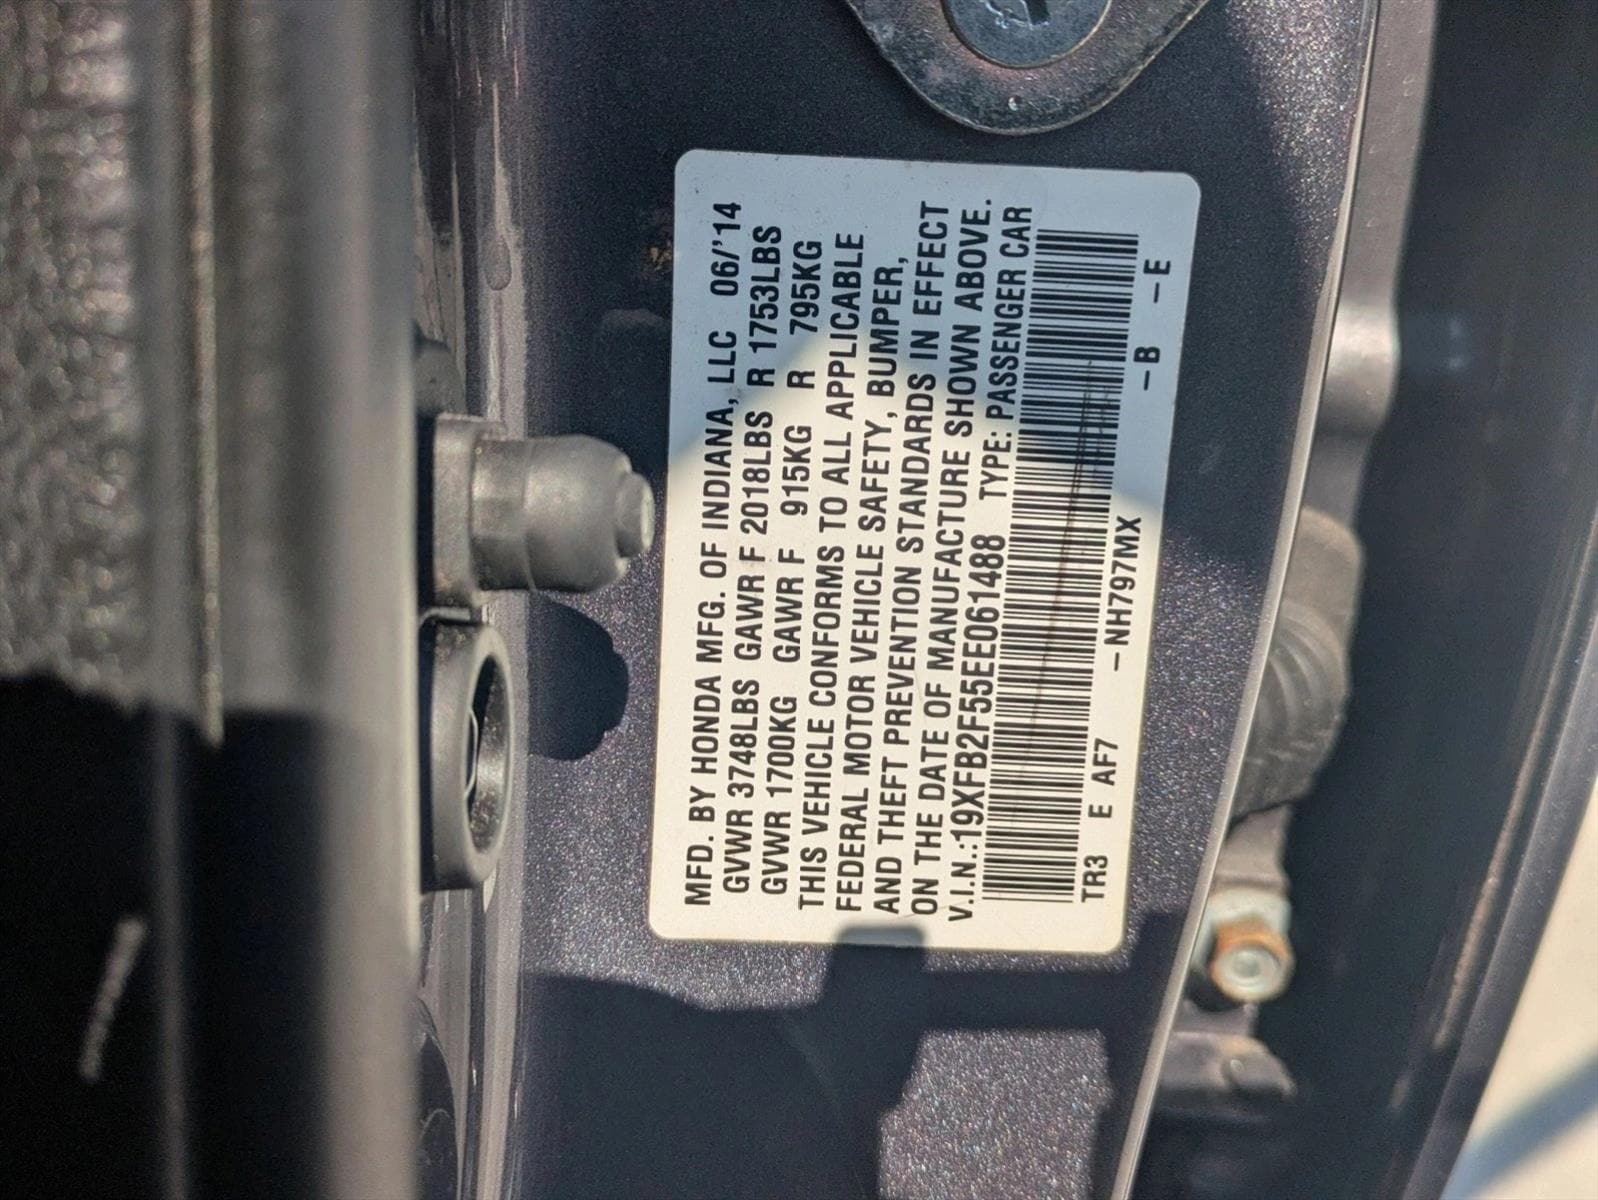 MFD. BY HONDA MFG. OF INDIANA, LLC 06/'14
GVWR 3748LBS GAWR F 2018LBS R 1753LBS
GVWR 1700KG GAWR F 915KG R 795KG
THIS VEHICLE CONFORMS TO ALL APPLICABLE
FEDERAL MOTOR VEHICLE SAFETY, BUMPER,
AND THEFT PREVENTION STANDARDS IN EFFECT
ON THE DATE OF MANUFACTURE SHOWN ABOVE.
V.I.N.:19XFB2F55EE061488 TYPE: PASSENGER CAR
TR3 E AF7 -NH797MX -B -E